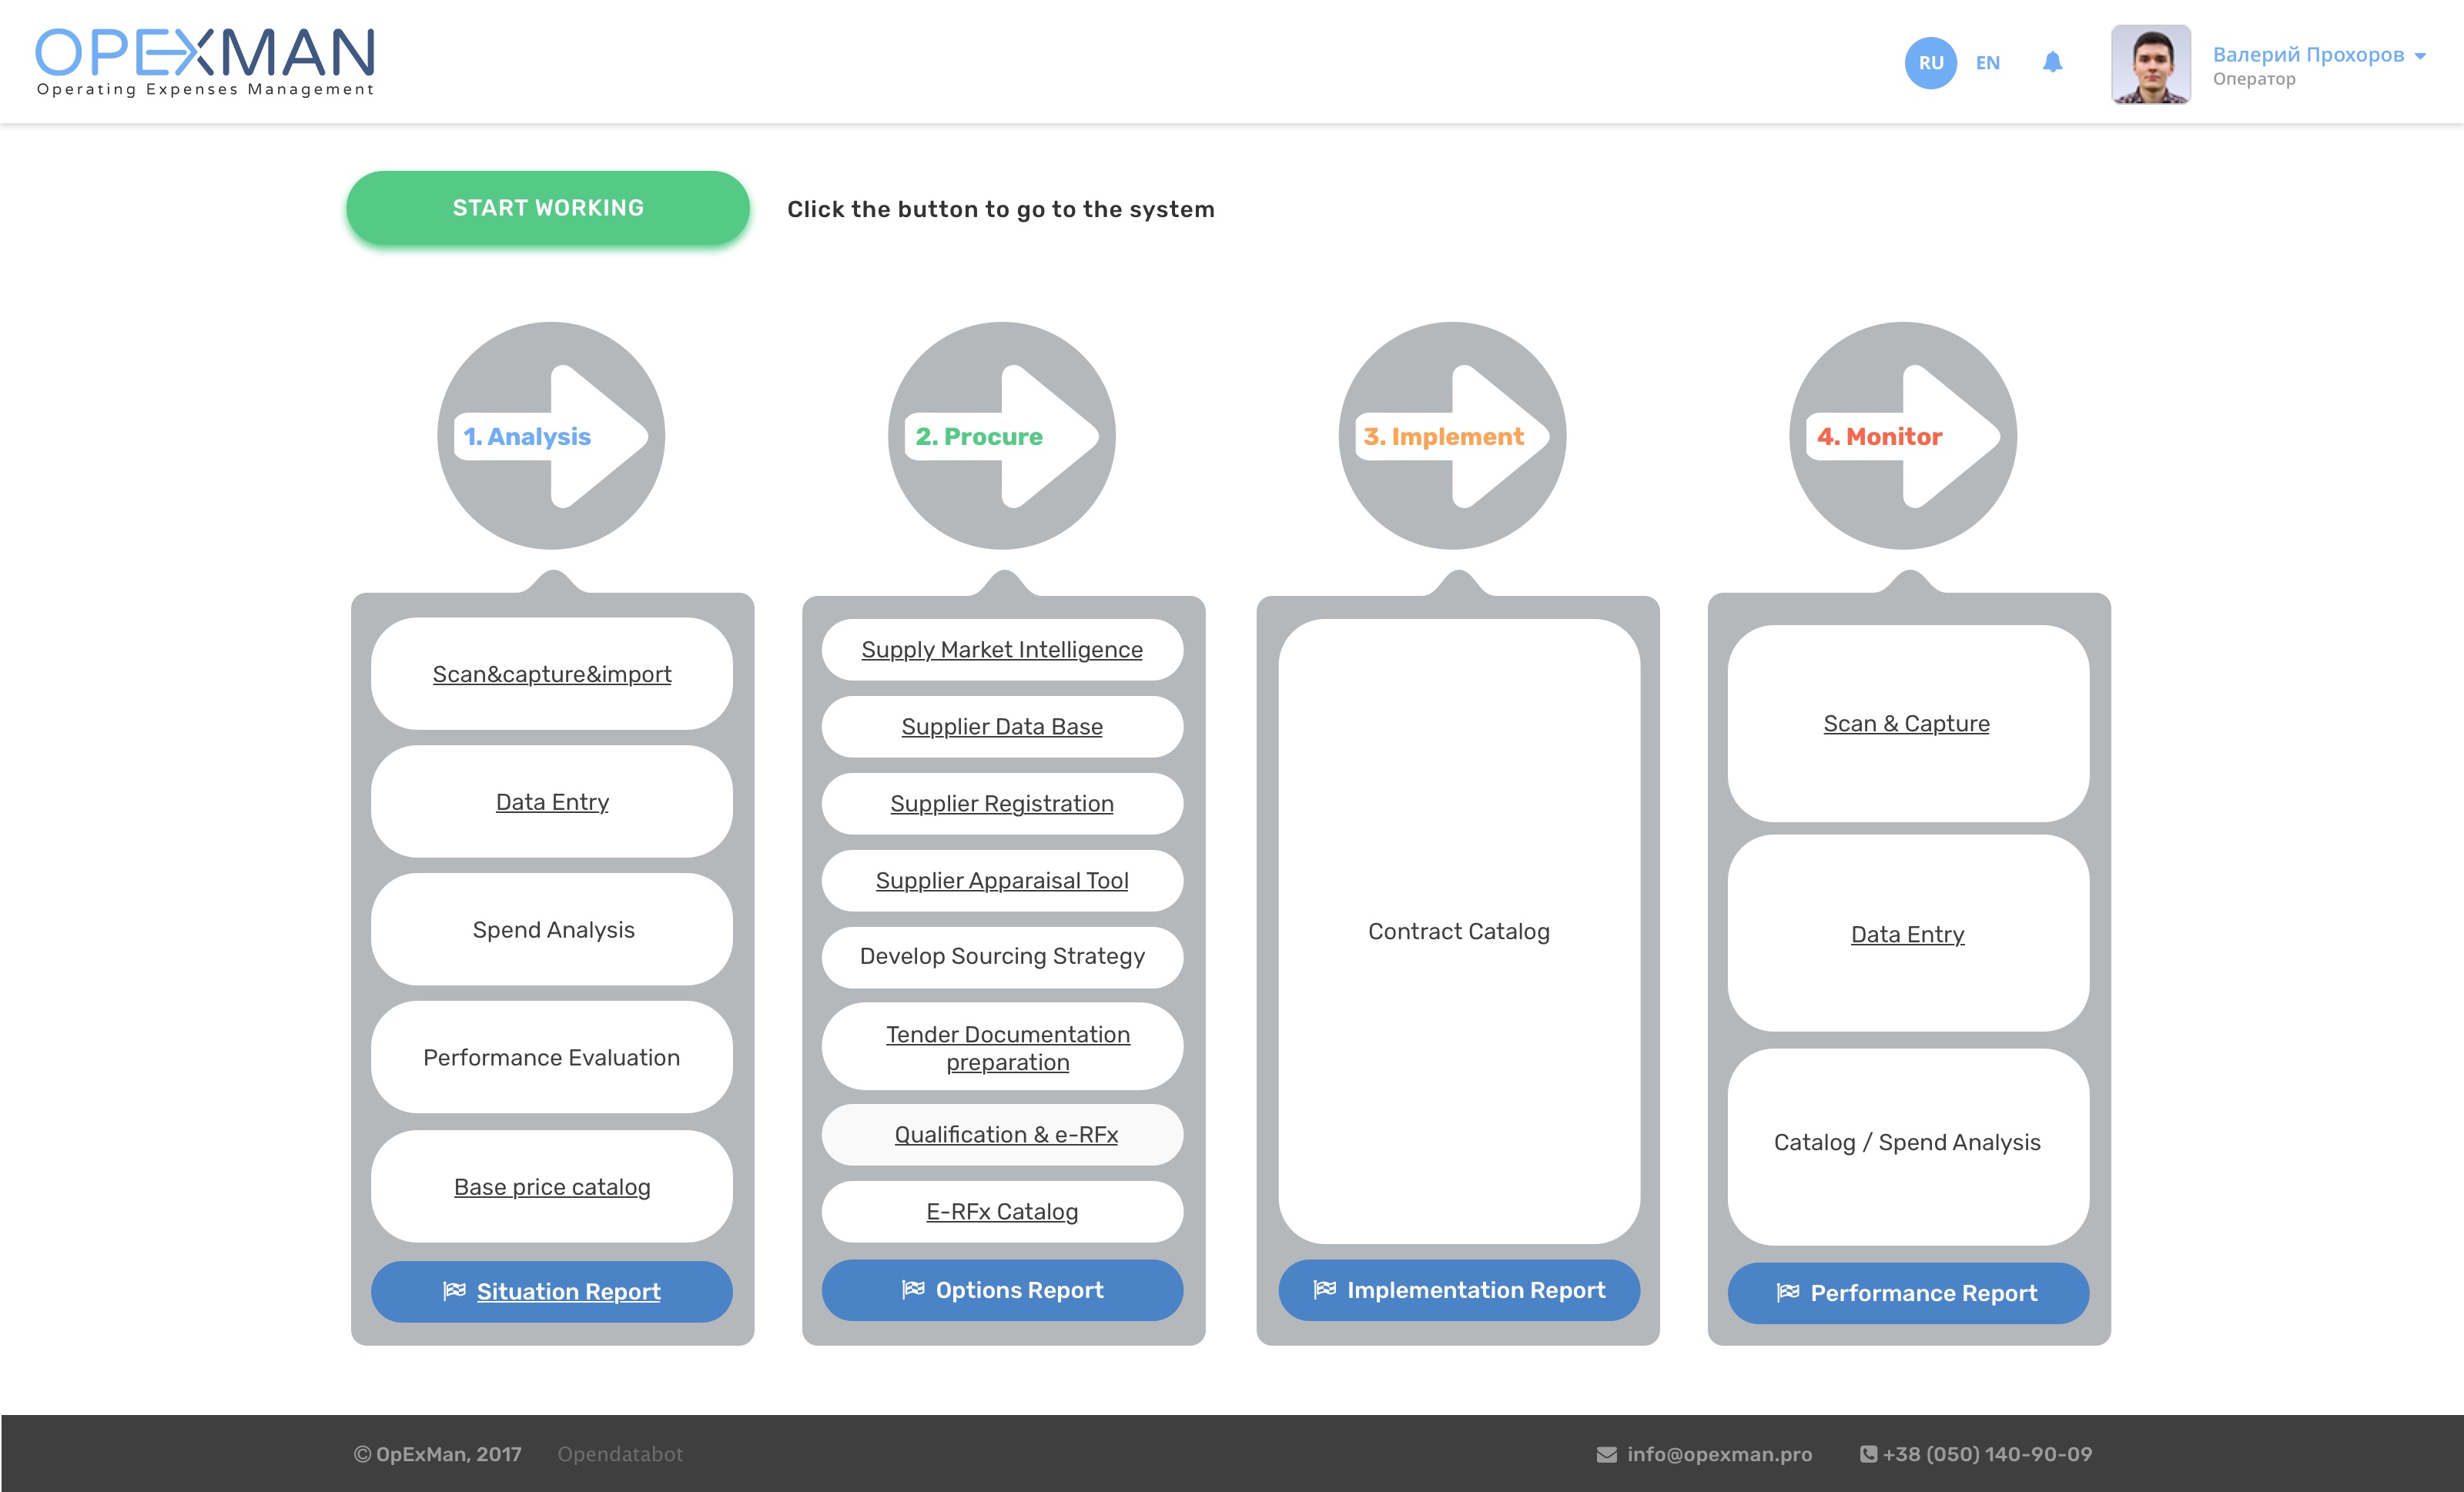 OPEXMAN
Operating Expenses Management
RU
EN
Валерий Прохоров
Оператор
START WORKING
Click the button to go to the system
1. Analysis
2. Procure
3. Implement
4. Monitor
Scan&capture&import
Data Entry
Spend Analysis
Performance Evaluation
Base price catalog
Situation Report
Supply Market Intelligence
Supplier Data Base
Supplier Registration
Supplier Apparaisal Tool
Develop Sourcing Strategy
Tender Documentation
preparation
Qualification & e-RFx
E-RFx Catalog
Options Report
Contract Catalog
Implementation Report
Scan & Capture
Data Entry
Catalog / Spend Analysis
Performance Report
© OpExMan, 2017
Opendatabot
info@opexman.pro
+38 (050) 140-90-09